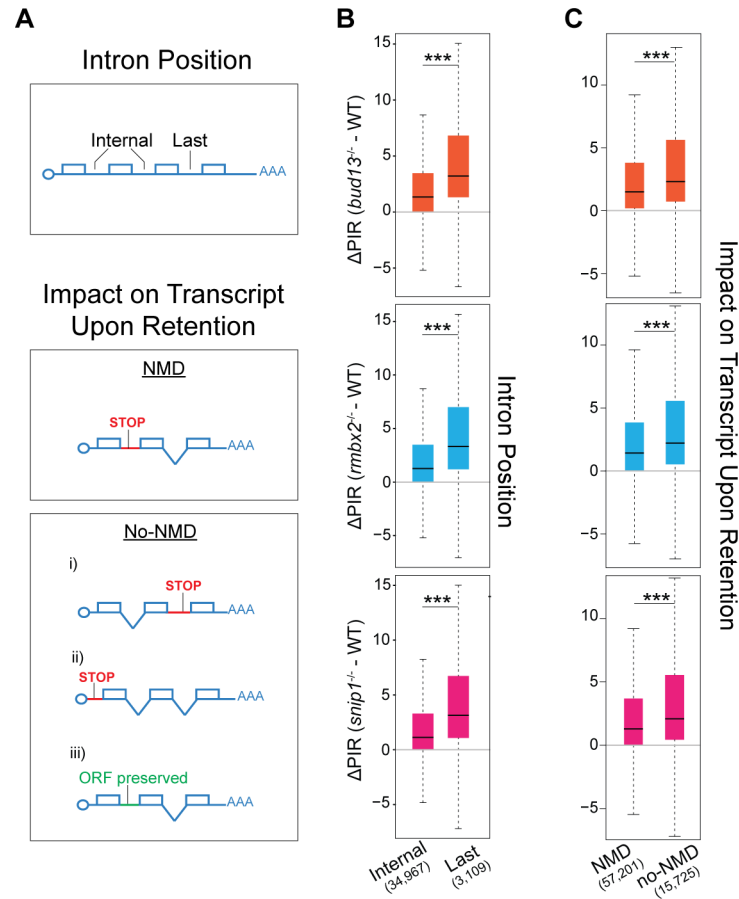 A
Intron Position
Internal
Last
AAA
Impact on Transcript
Upon Retention
NMD
STOP
AAA
No-NMD
i)
STOP
AAA
ii)
STOP
AAA
iii)
ORF preserved
AAA
B
ΔPIR (bud13-/- - WT)
15
10
5
0
−5
***
ΔPIR (rmbx2-/- - WT)
15
10
5
0
−5
***
ΔPIR (snip1-/- - WT)
15
10
5
0
−5
***
Internal
(34,967)
Last
(3,109)
Intron Position
C
10
5
0
−5
***
10
5
0
−5
***
10
5
0
−5
***
NMD
(57,201)
no-NMD
(15,725)
Impact on Transcript Upon Retention